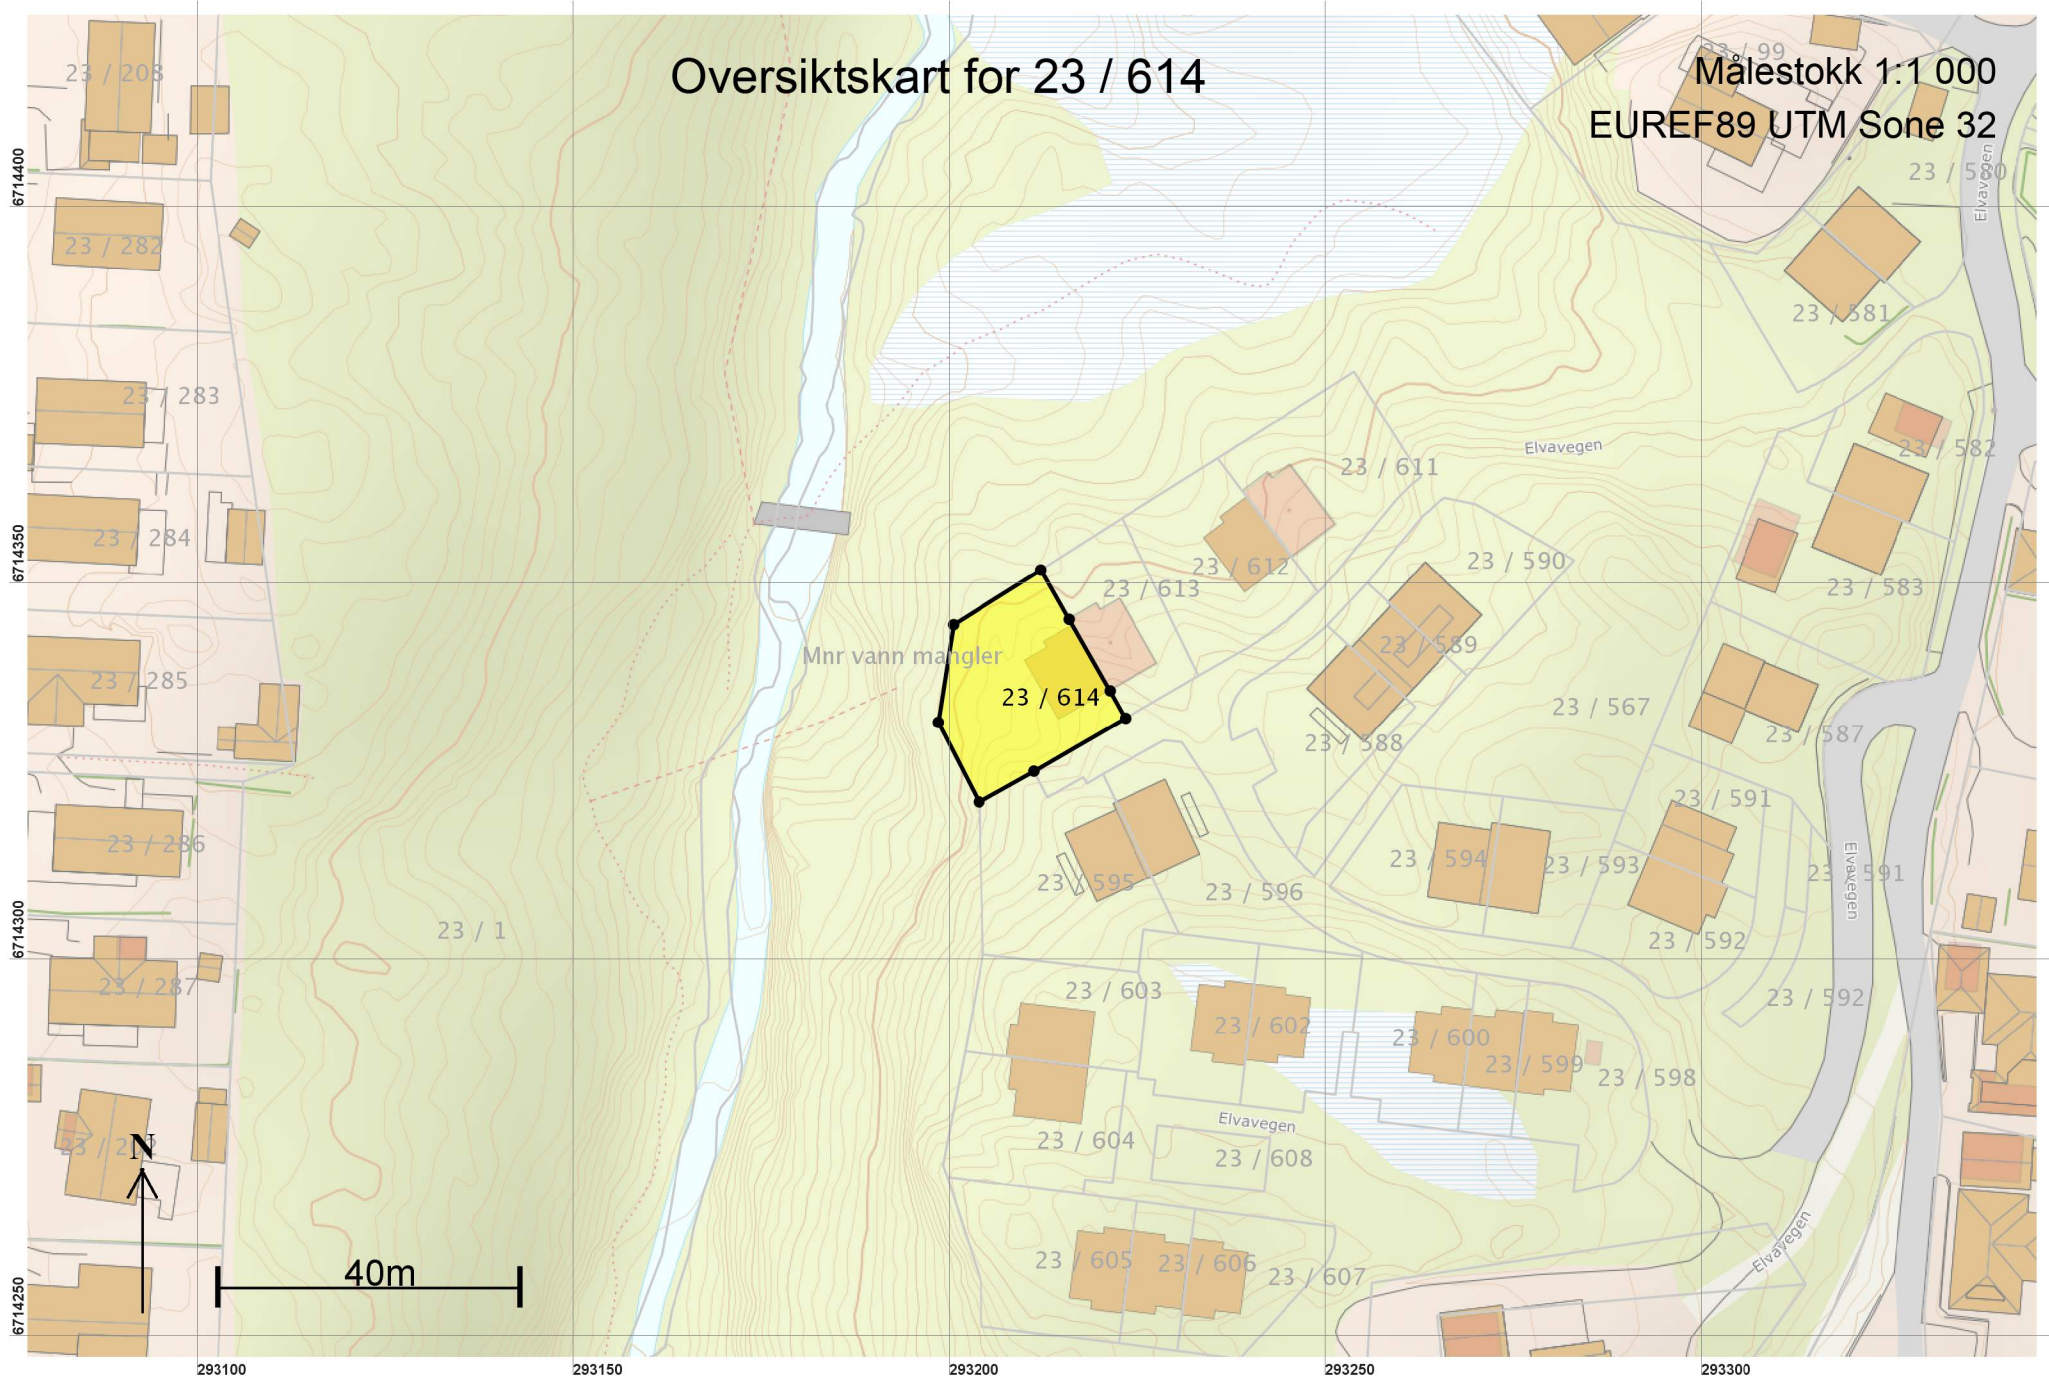 Oversiktskart for 23 / 614
Målestokk 1:1 000
EUREF89 UTM Sone 32
23 / 99
23 / 208
23 / 580
Elvavegen
6714400
23 / 282
23 / 581
23 / 283
23 / 582
Elvavegen
23 / 611
23 / 284
6714350
23 / 612
23 / 590
23 / 613
23 / 583
23 / 589
Mnr vann mangler
23 / 285
23 / 614
23 / 567
23 / 587
23 / 588
23 / 591
23 / 286
23 / 594
23 / 593
23 / 591
Elvavegen
23 / 595
23 / 596
6714300
23 / 1
23 / 592
23 / 287
23 / 603
23 / 592
23 / 602
23 / 600
23 / 599
23 / 598
Elvavegen
23 / 604
23 / 608
N
Elvavegen
23 / 605
23 / 606
23 / 607
40m
6714250
293100
293150
293200
293250
293300